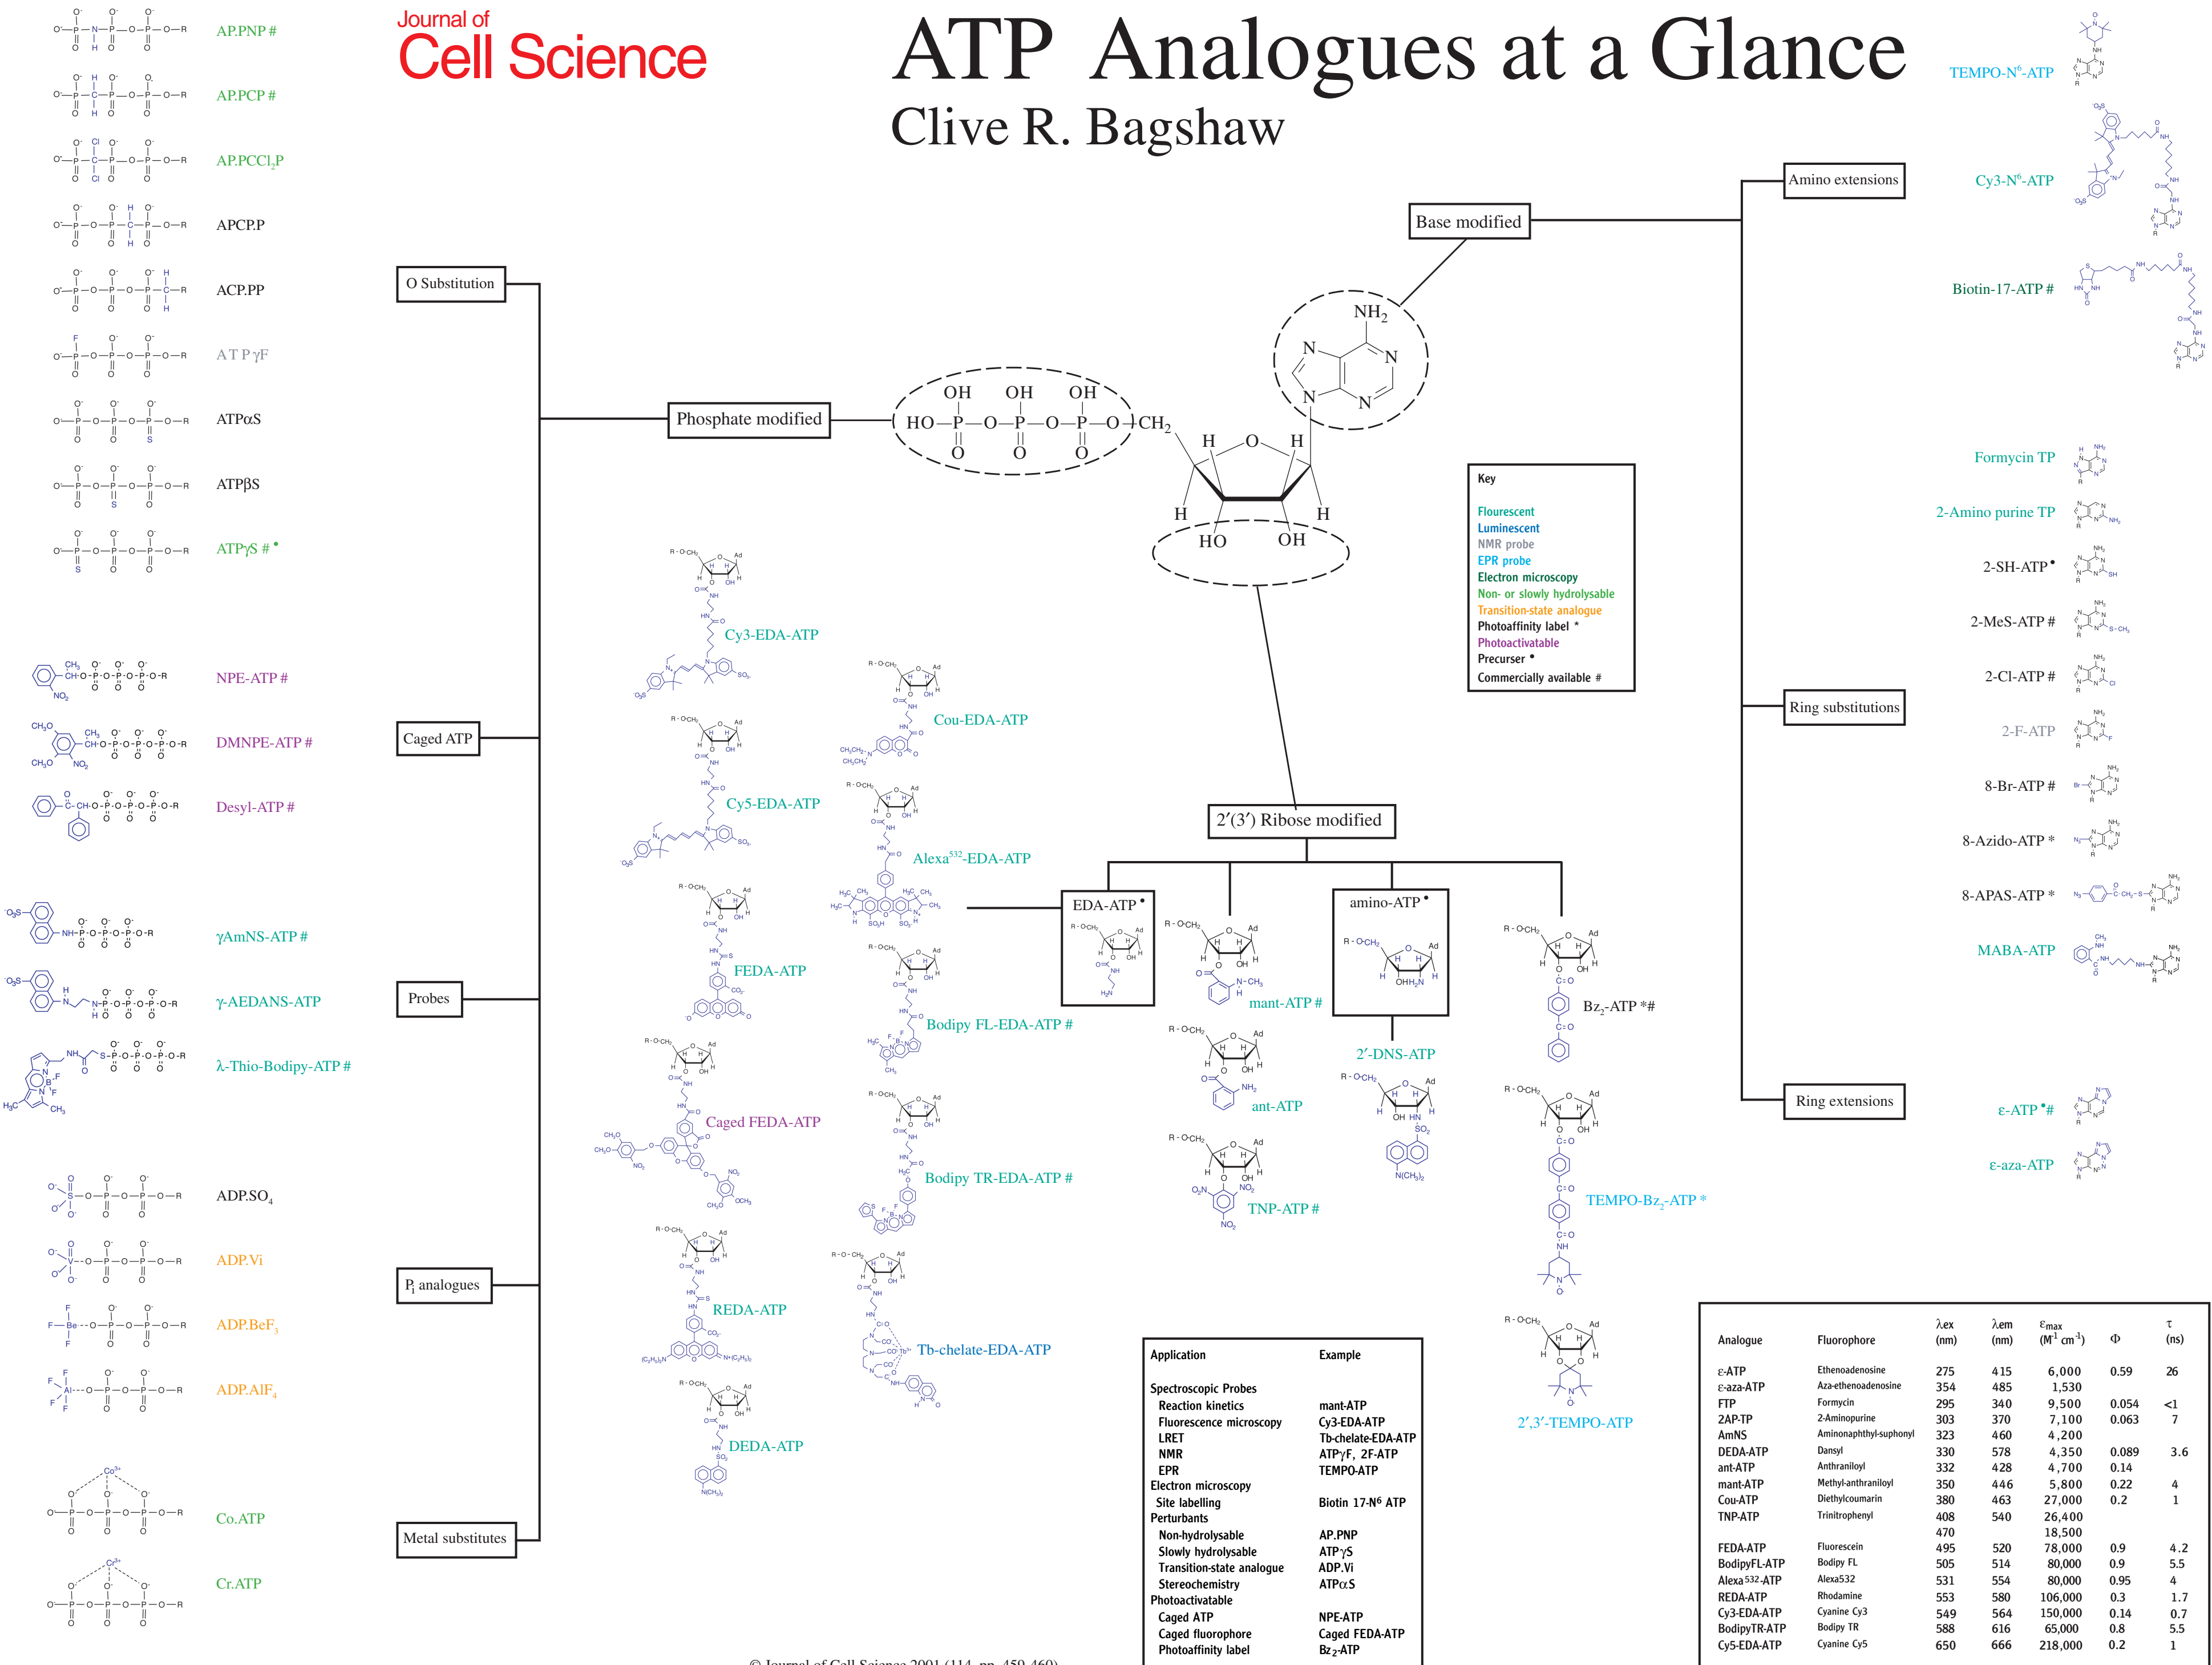 Journal of
Cell Science
ATP Analogues at a Glance
Clive R. Bagshaw
AP.PNP #
AP.PCP #
AP.PCCl₂P
APCP.P
ACP.PP
ATPγF
ATPαS
ATPβS
ATPγS # •
NPE-ATP #
DMNPE-ATP #
Desyl-ATP #
γAmNS-ATP #
γ-AEDANS-ATP
λ-Thio-Bodipy-ATP #
ADP.SO₄
ADP.Vi
ADP.BeF₃
ADP.AlF₄
Co.ATP
Cr.ATP
O Substitution
Caged ATP
Probes
Pi analogues
Metal substitutes
Phosphate modified
Base modified
2′(3′) Ribose modified
Cy3-EDA-ATP
Cou-EDA-ATP
Cy5-EDA-ATP
Alexa⁵³²-EDA-ATP
FEDA-ATP
Bodipy FL-EDA-ATP #
Caged FEDA-ATP
Bodipy TR-EDA-ATP #
REDA-ATP
Tb-chelate-EDA-ATP
DEDA-ATP
EDA-ATP •
amino-ATP •
mant-ATP #
ant-ATP
TNP-ATP #
2′-DNS-ATP
Bz₂-ATP *#
TEMPO-Bz₂-ATP *
2′,3′-TEMPO-ATP
Key
Flourescent
Luminescent
NMR probe
EPR probe
Electron microscopy
Non- or slowly hydrolysable
Transition-state analogue
Photoaffinity label *
Photoactivatable
Precurser •
Commercially available #
Amino extensions
Ring substitutions
Ring extensions
TEMPO-N⁶-ATP
Cy3-N⁶-ATP
Biotin-17-ATP #
Formycin TP
2-Amino purine TP
2-SH-ATP •
2-MeS-ATP #
2-Cl-ATP #
2-F-ATP
8-Br-ATP #
8-Azido-ATP *
8-APAS-ATP *
MABA-ATP
ε-ATP •#
ε-aza-ATP
Application Example
Spectroscopic Probes
Reaction kinetics mant-ATP
Fluorescence microscopy Cy3-EDA-ATP
LRET Tb-chelate-EDA-ATP
NMR ATPγF, 2F-ATP
EPR TEMPO-ATP
Electron microscopy
Site labelling Biotin 17-N⁶ ATP
Perturbants
Non-hydrolysable AP.PNP
Slowly hydrolysable ATPγS
Transition-state analogue ADP.Vi
Stereochemistry ATPαS
Photoactivatable
Caged ATP NPE-ATP
Caged fluorophore Caged FEDA-ATP
Photoaffinity label Bz₂-ATP
Analogue Fluorophore λex (nm) λem (nm) εmax (M⁻¹ cm⁻¹) Φ τ (ns)
ε-ATP Ethenoadenosine 275 415 6,000 0.59 26
ε-aza-ATP Aza-ethenoadenosine 354 485 1,530
FTP Formycin 295 340 9,500 0.054 <1
2AP-TP 2-Aminopurine 303 370 7,100 0.063 7
AmNS Aminonaphthyl-suphonyl 323 460 4,200
DEDA-ATP Dansyl 330 578 4,350 0.089 3.6
ant-ATP Anthraniloyl 332 428 4,700 0.14
mant-ATP Methyl-anthraniloyl 350 446 5,800 0.22 4
Cou-ATP Diethylcoumarin 380 463 27,000 0.2 1
TNP-ATP Trinitrophenyl 408 540 26,400
470 18,500
FEDA-ATP Fluorescein 495 520 78,000 0.9 4.2
BodipyFL-ATP Bodipy FL 505 514 80,000 0.9 5.5
Alexa⁵³²-ATP Alexa532 531 554 80,000 0.95 4
REDA-ATP Rhodamine 553 580 106,000 0.3 1.7
Cy3-EDA-ATP Cyanine Cy3 549 564 150,000 0.14 0.7
BodipyTR-ATP Bodipy TR 588 616 65,000 0.8 5.5
Cy5-EDA-ATP Cyanine Cy5 650 666 218,000 0.2 1
© Journal of Cell Science 2001 (114, pp. 459-460)